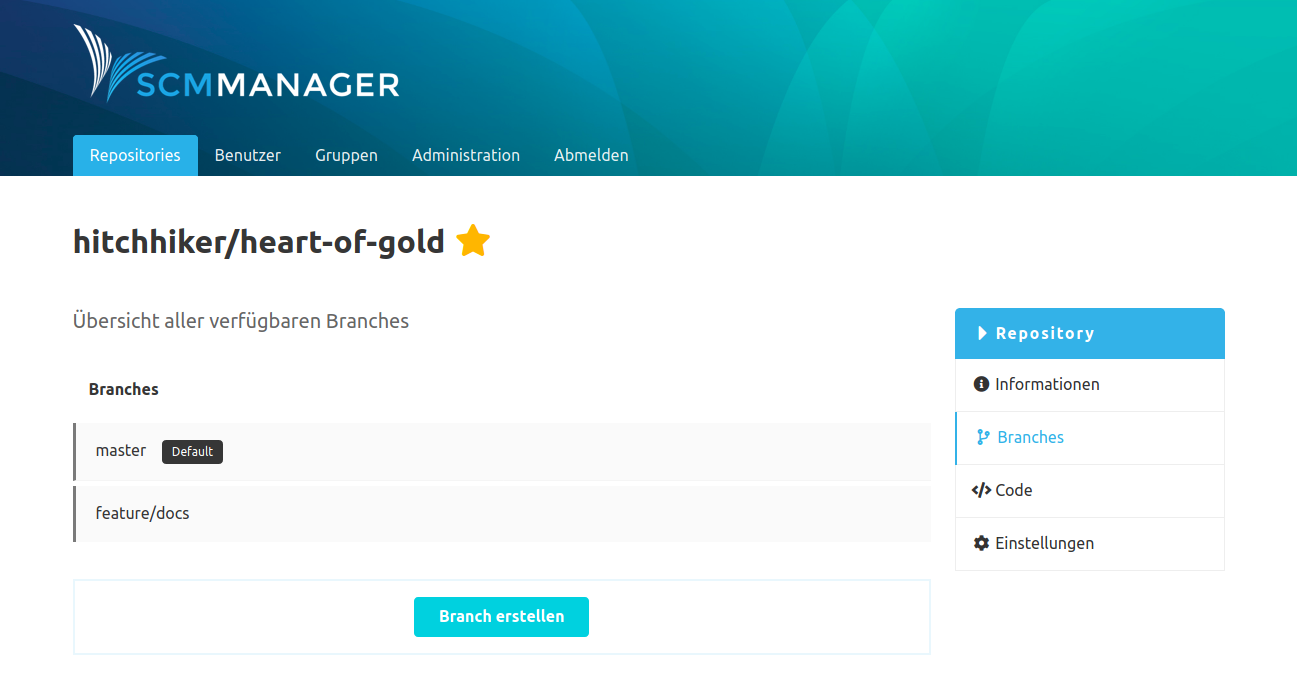 SCMMANAGER
Repositories Benutzer Gruppen Administration Abmelden
hitchhiker/heart-of-gold
Übersicht aller verfügbaren Branches
Branches
master Default
feature/docs
Branch erstellen
Repository
Informationen
Branches
Code
Einstellungen